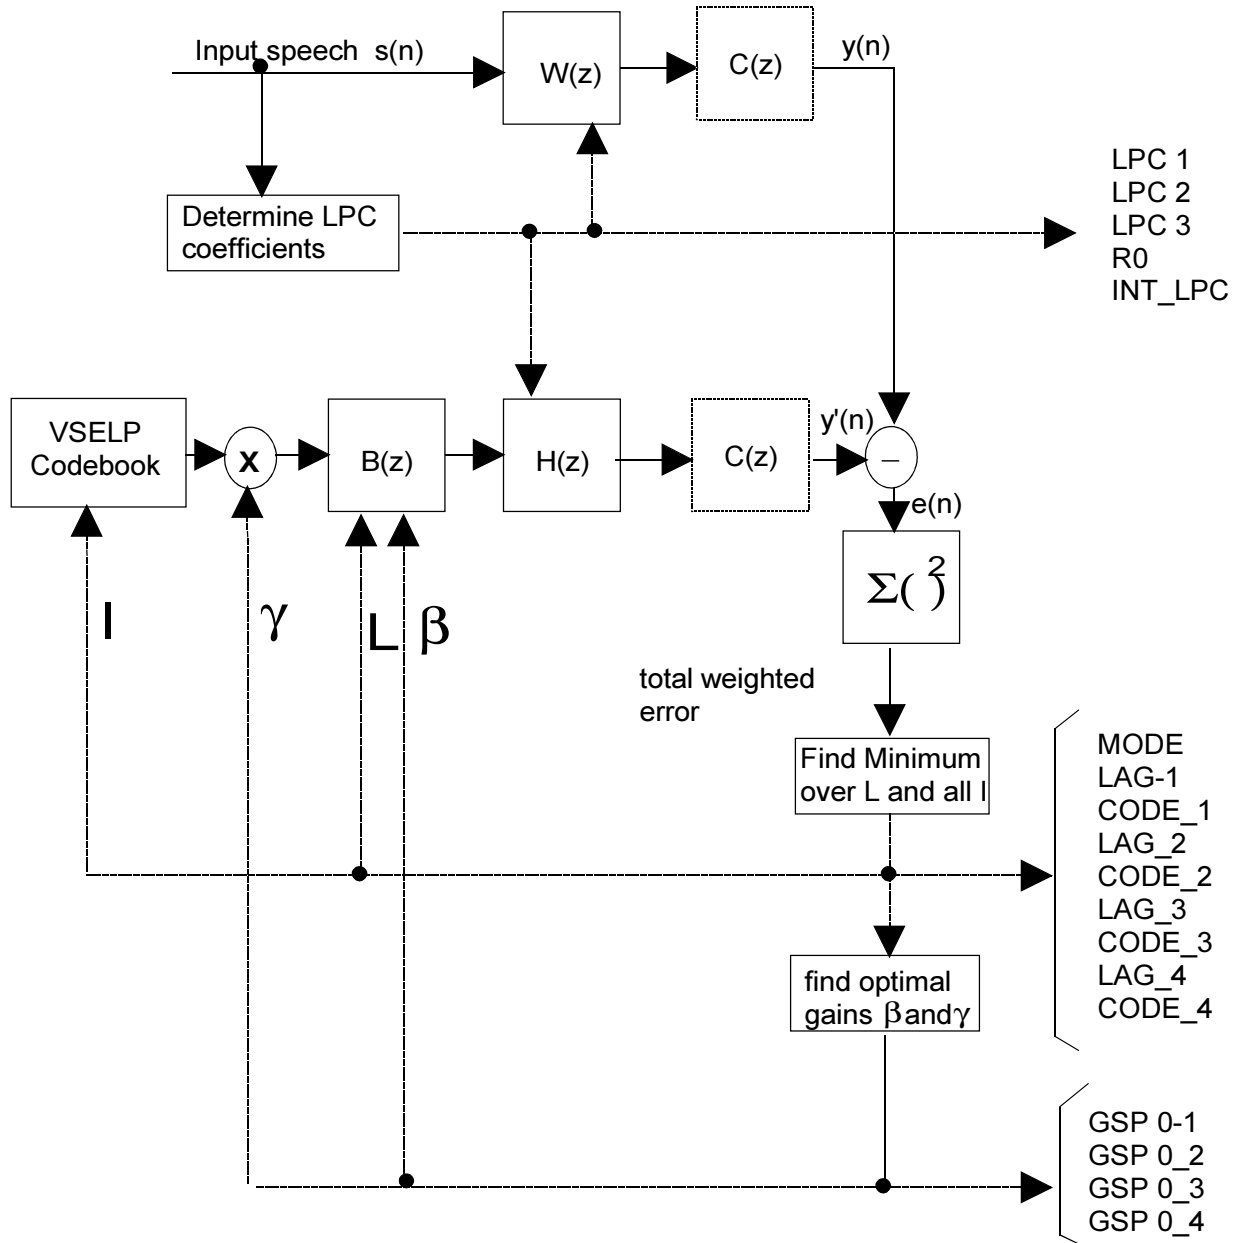 Input speech s(n)
W(z)
C(z)
y(n)
LPC 1
LPC 2
LPC 3
R0
INT_LPC
Determine LPC
coefficients
VSELP
Codebook
x
B(z)
H(z)
C(z)
y'(n)
−
e(n)
Σ( )²
I
γ
L
β
total weighted
error
Find Minimum
over L and all I
MODE
LAG-1
CODE_1
LAG_2
CODE_2
LAG_3
CODE_3
LAG_4
CODE_4
find optimal
gains β and γ
GSP 0-1
GSP 0_2
GSP 0_3
GSP 0_4